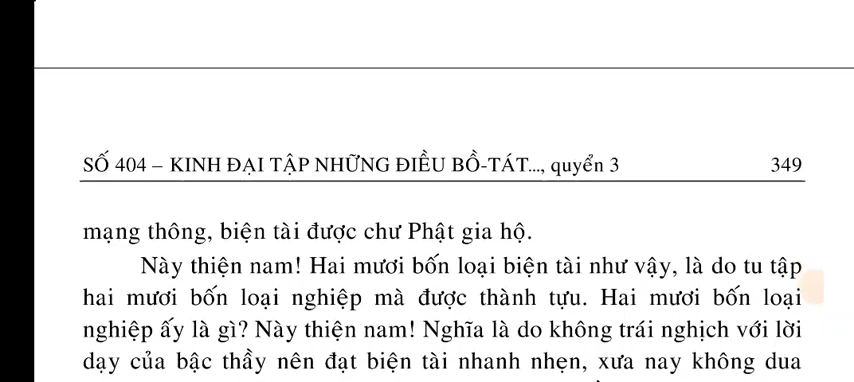 SỐ 404 – KINH ĐẠI TẬP NHỮNG ĐIỀU BỒ-TÁT..., quyển 3 349
mạng thông, biện tài được chư Phật gia hộ.
Này thiện nam! Hai mươi bốn loại biện tài như vậy, là do tu tập
hai mươi bốn loại nghiệp mà được thành tựu. Hai mươi bốn loại
nghiệp ấy là gì? Này thiện nam! Nghĩa là do không trái nghịch với lời
dạy của bậc thầy nên đạt biện tài nhanh nhẹn, xưa nay không dua